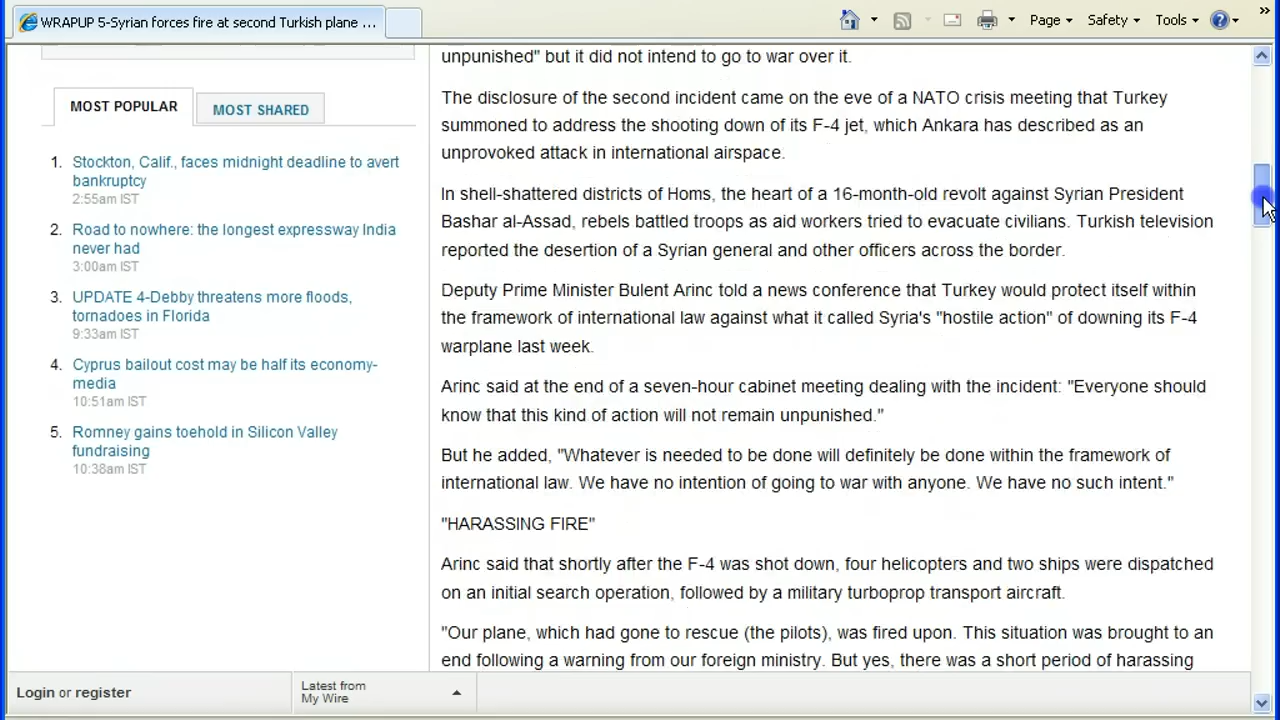 WRAPUP 5-Syrian forces fire at second Turkish plane ...
Page
Safety
Tools
»
MOST POPULAR
MOST SHARED
1. Stockton, Calif., faces midnight deadline to avert
bankruptcy
2:55am IST
2. Road to nowhere: the longest expressway India
never had
3:00am IST
3. UPDATE 4-Debby threatens more floods,
tornadoes in Florida
9:33am IST
4. Cyprus bailout cost may be half its economy-
media
10:51am IST
5. Romney gains toehold in Silicon Valley
fundraising
10:38am IST
unpunished" but it did not intend to go to war over it.
The disclosure of the second incident came on the eve of a NATO crisis meeting that Turkey
summoned to address the shooting down of its F-4 jet, which Ankara has described as an
unprovoked attack in international airspace.
In shell-shattered districts of Homs, the heart of a 16-month-old revolt against Syrian President
Bashar al-Assad, rebels battled troops as aid workers tried to evacuate civilians. Turkish television
reported the desertion of a Syrian general and other officers across the border.
Deputy Prime Minister Bulent Arinc told a news conference that Turkey would protect itself within
the framework of international law against what it called Syria's "hostile action" of downing its F-4
warplane last week.
Arinc said at the end of a seven-hour cabinet meeting dealing with the incident: "Everyone should
know that this kind of action will not remain unpunished."
But he added, "Whatever is needed to be done will definitely be done within the framework of
international law. We have no intention of going to war with anyone. We have no such intent."
"HARASSING FIRE"
Arinc said that shortly after the F-4 was shot down, four helicopters and two ships were dispatched
on an initial search operation, followed by a military turboprop transport aircraft.
"Our plane, which had gone to rescue (the pilots), was fired upon. This situation was brought to an
end following a warning from our foreign ministry. But yes, there was a short period of harassing
Login or register
Latest from
My Wire